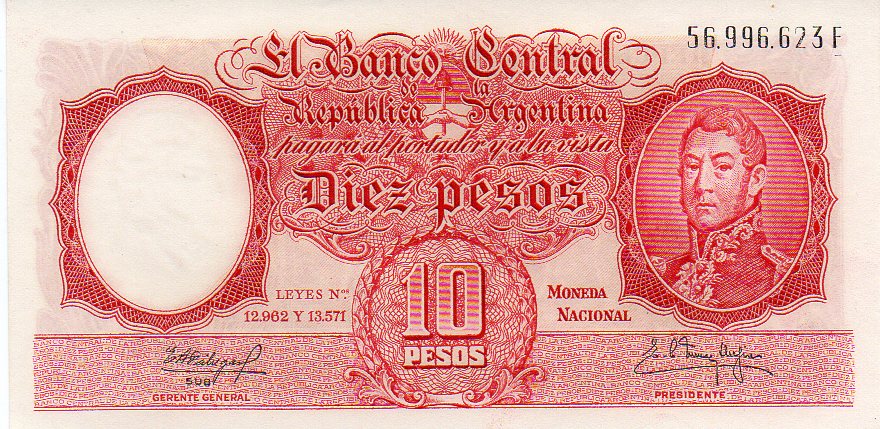 56.996.623 F
El Banco Central
de la
República Argentina
pagará al portador y a la vista
Diez pesos
10
PESOS
LEYES Nos.
12.962 Y 13.571
MONEDA
NACIONAL
GERENTE GENERAL
PRESIDENTE